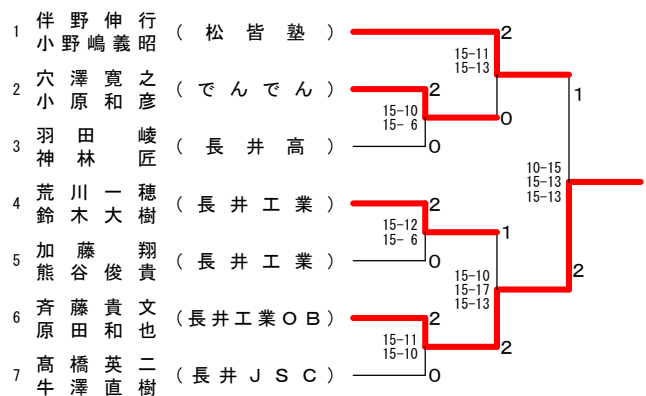 1 伴野伸行 (松皆塾) 2
小野嶋義昭
15-11
15-13
2 穴澤寛之 (でんでん) 2
小原和彦
1
15-10
15- 6
0
3 羽田崚 (長井高) 0
神林匠
10-15
15-13
15-13
4 荒川一穂 (長井工業) 2
鈴木大樹
15-12
15- 6
1
5 加藤翔 (長井工業) 0
熊谷俊貴
15-10
15-17
15-13
2
6 斉藤貴文 (長井工業OB) 2
原田和也
15-11
15-10
2
7 髙橋英二 (長井JSC) 0
牛澤直樹